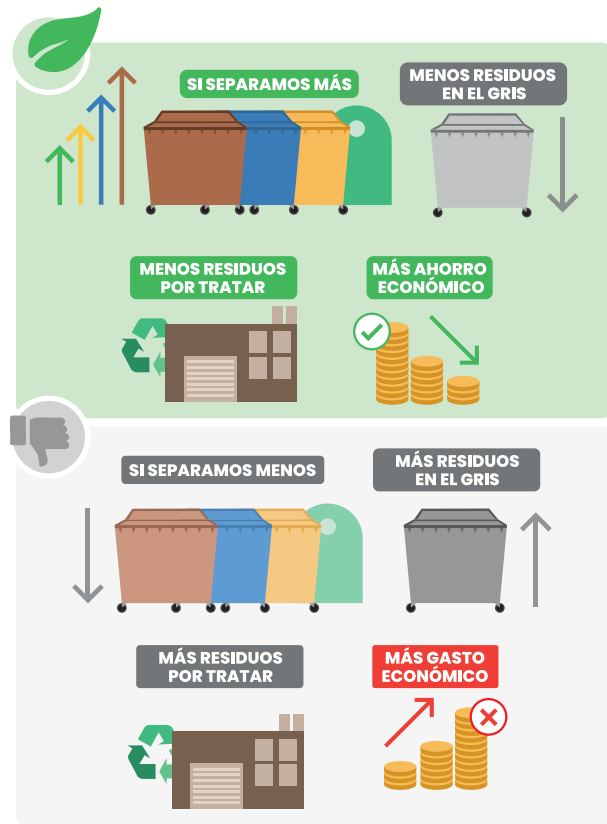 SI SEPARAMOS MÁS
MENOS RESIDUOS
EN EL GRIS
MENOS RESIDUOS
POR TRATAR
MÁS AHORRO
ECONÓMICO
SI SEPARAMOS MENOS
MÁS RESIDUOS
EN EL GRIS
MÁS RESIDUOS
POR TRATAR
MÁS GASTO
ECONÓMICO